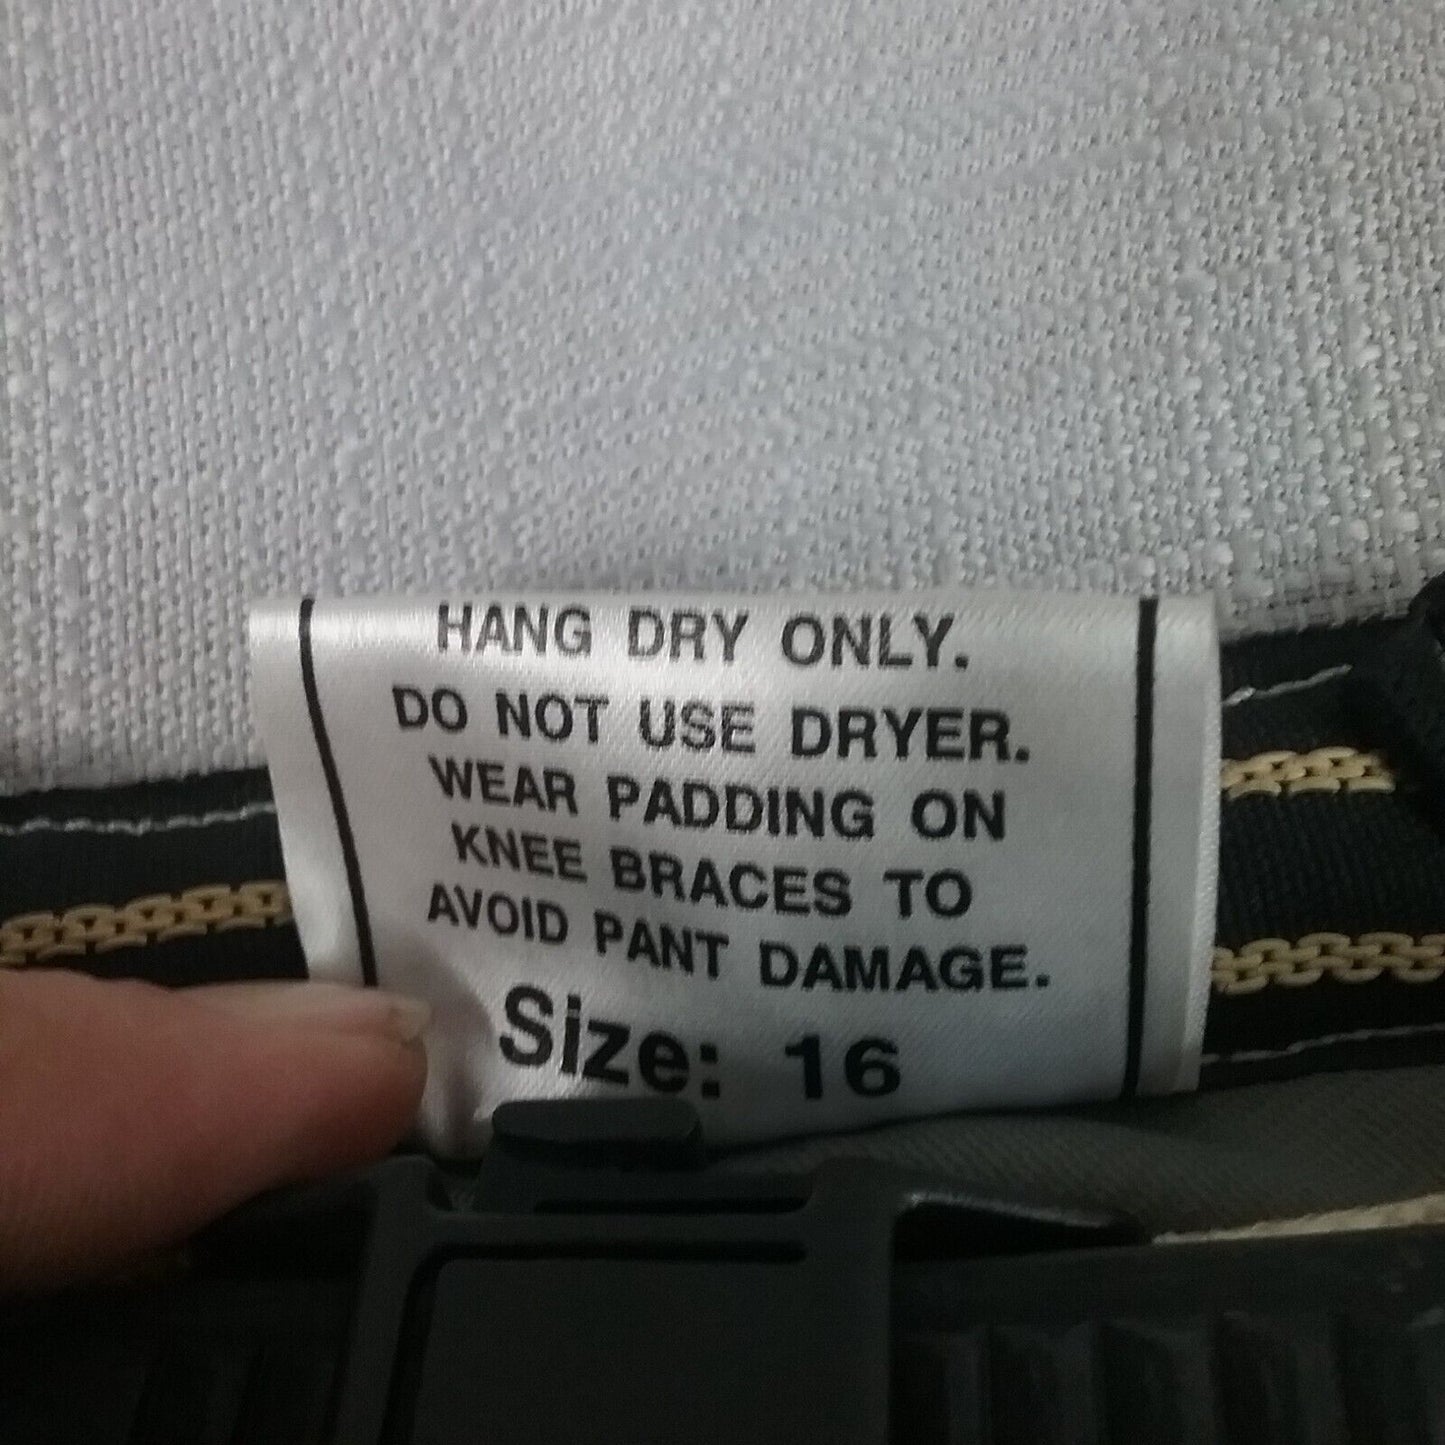 HANG DRY ONLY.
DO NOT USE DRYER.
WEAR PADDING ON
KNEE BRACES TO
AVOID PANT DAMAGE.
Size: 16